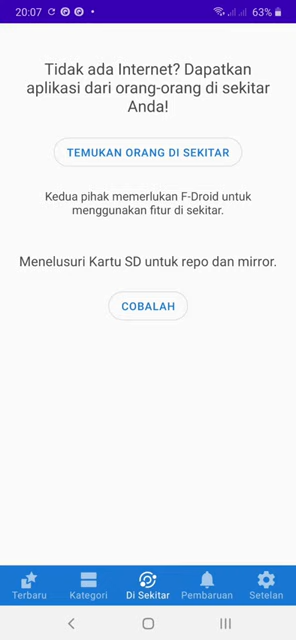 20:07
63%
Tidak ada Internet? Dapatkan
aplikasi dari orang-orang di sekitar
Anda!
TEMUKAN ORANG DI SEKITAR
Kedua pihak memerlukan F-Droid untuk
menggunakan fitur di sekitar.
Menelusuri Kartu SD untuk repo dan mirror.
COBALAH
Terbaru Kategori Di Sekitar Pembaruan Setelan